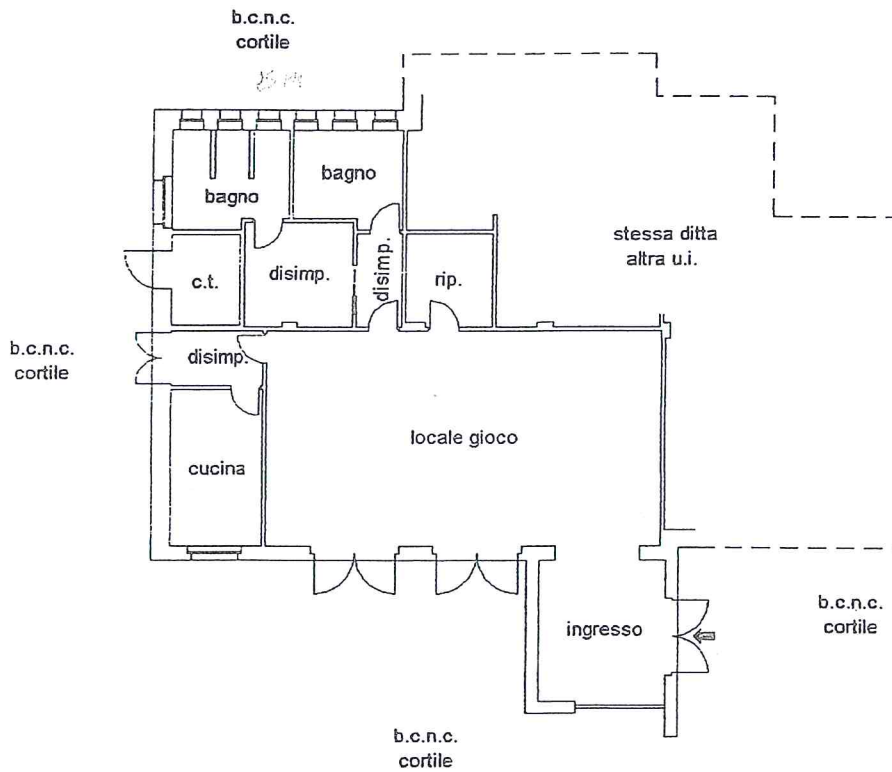 b.c.n.c.
cortile
bagno
bagno
stessa ditta
altra u.i.
disimp.
disimp.
c.t.
rip.
b.c.n.c.
cortile
disimp.
locale gioco
cucina
b.c.n.c.
cortile
ingresso
b.c.n.c.
cortile